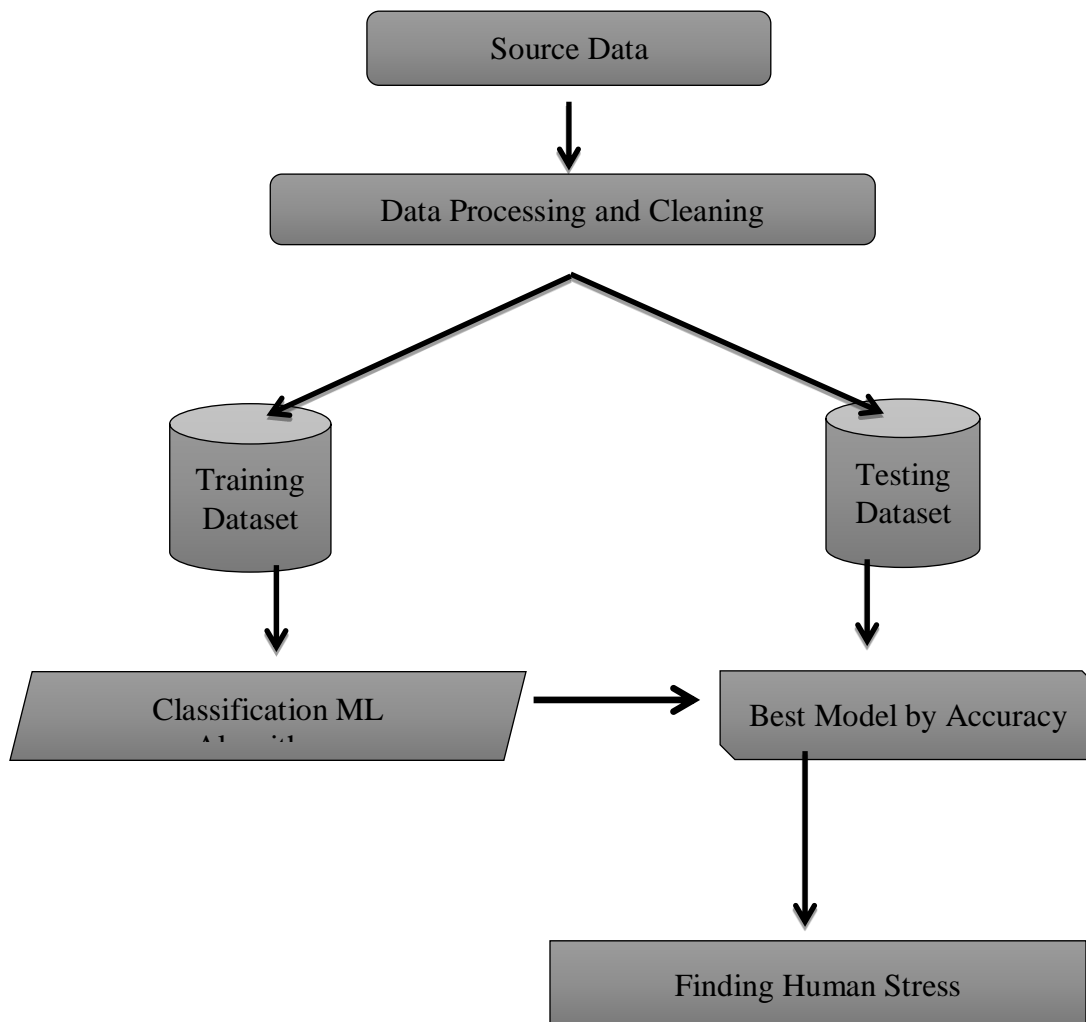 Source Data
Data Processing and Cleaning
Training
Dataset
Testing
Dataset
Classification ML
Best Model by Accuracy
Finding Human Stress